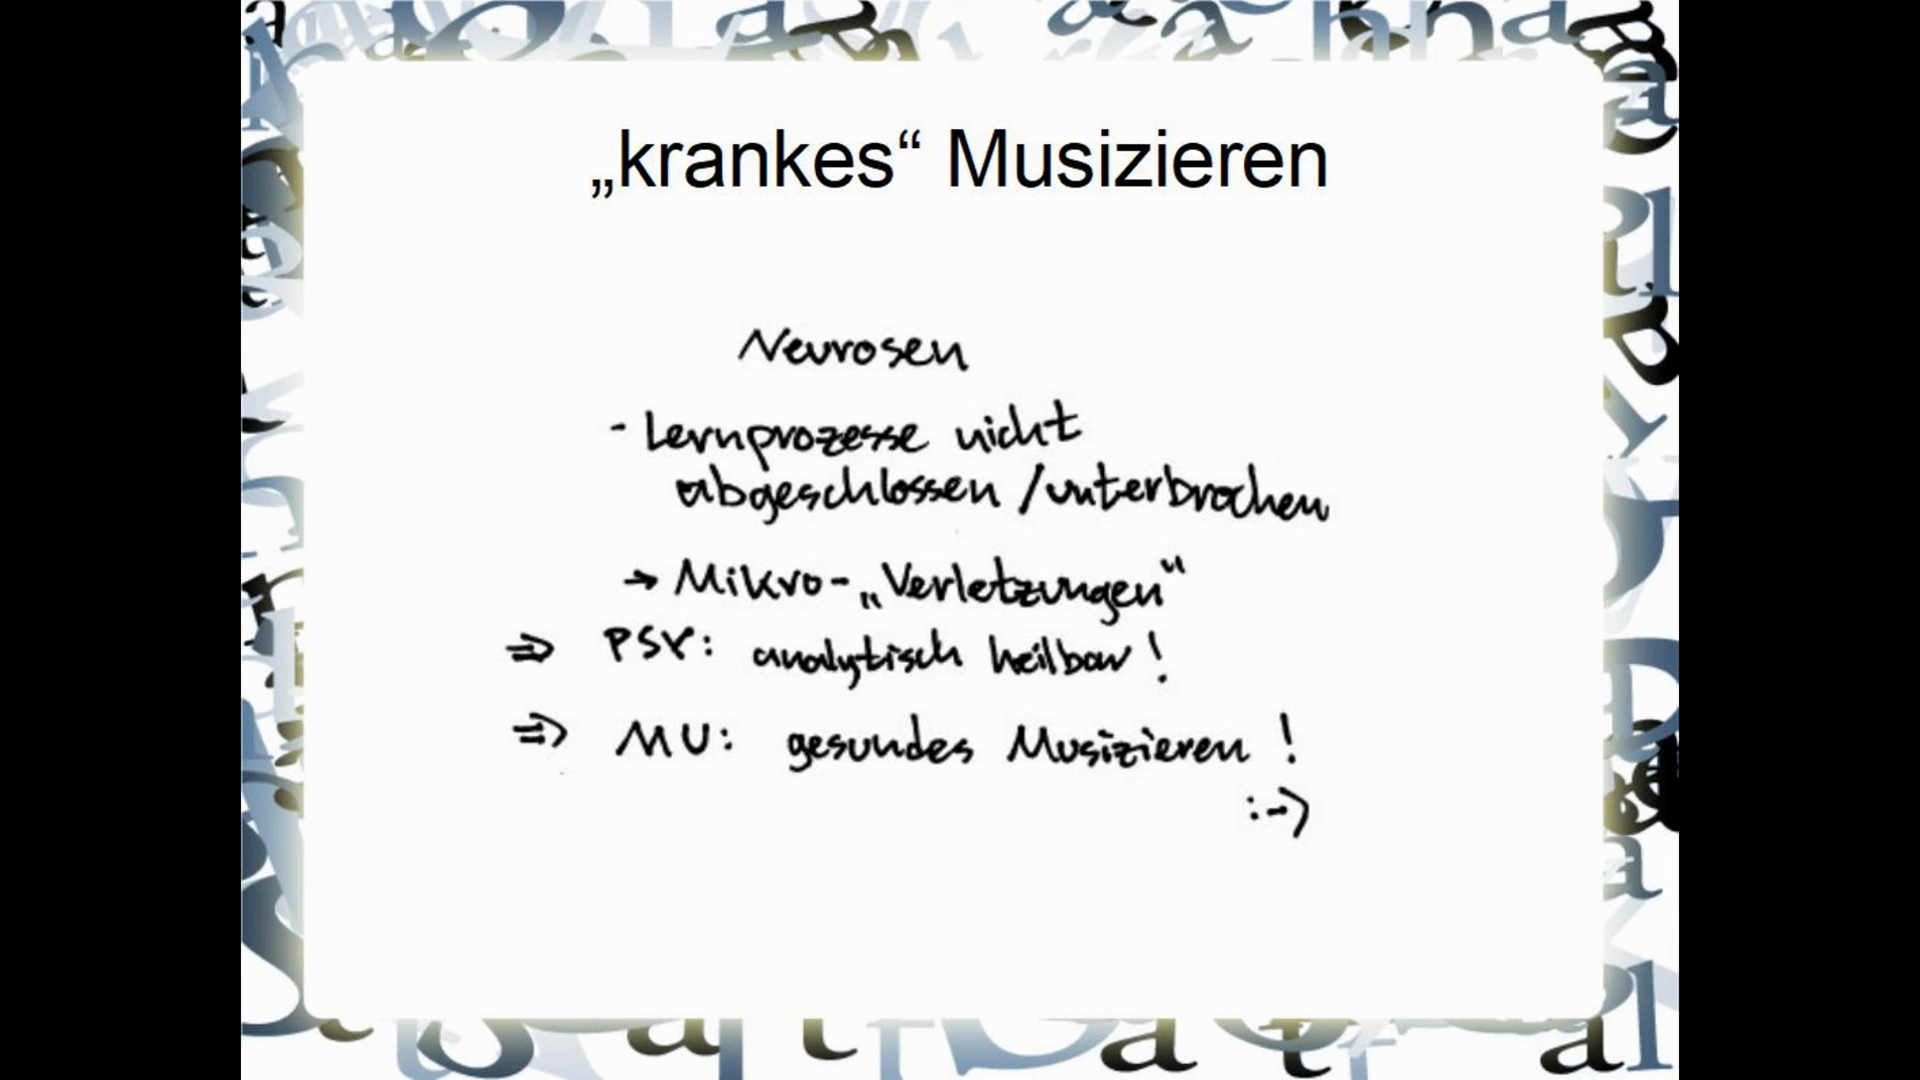 „krankes“ Musizieren
Neurosen
- Lernprozesse nicht
abgeschlossen / unterbrochen
→ Mikro-„Verletzungen“
⇒ PSY: analytisch heilbar!
⇒ MU: gesundes Musizieren!
:-)